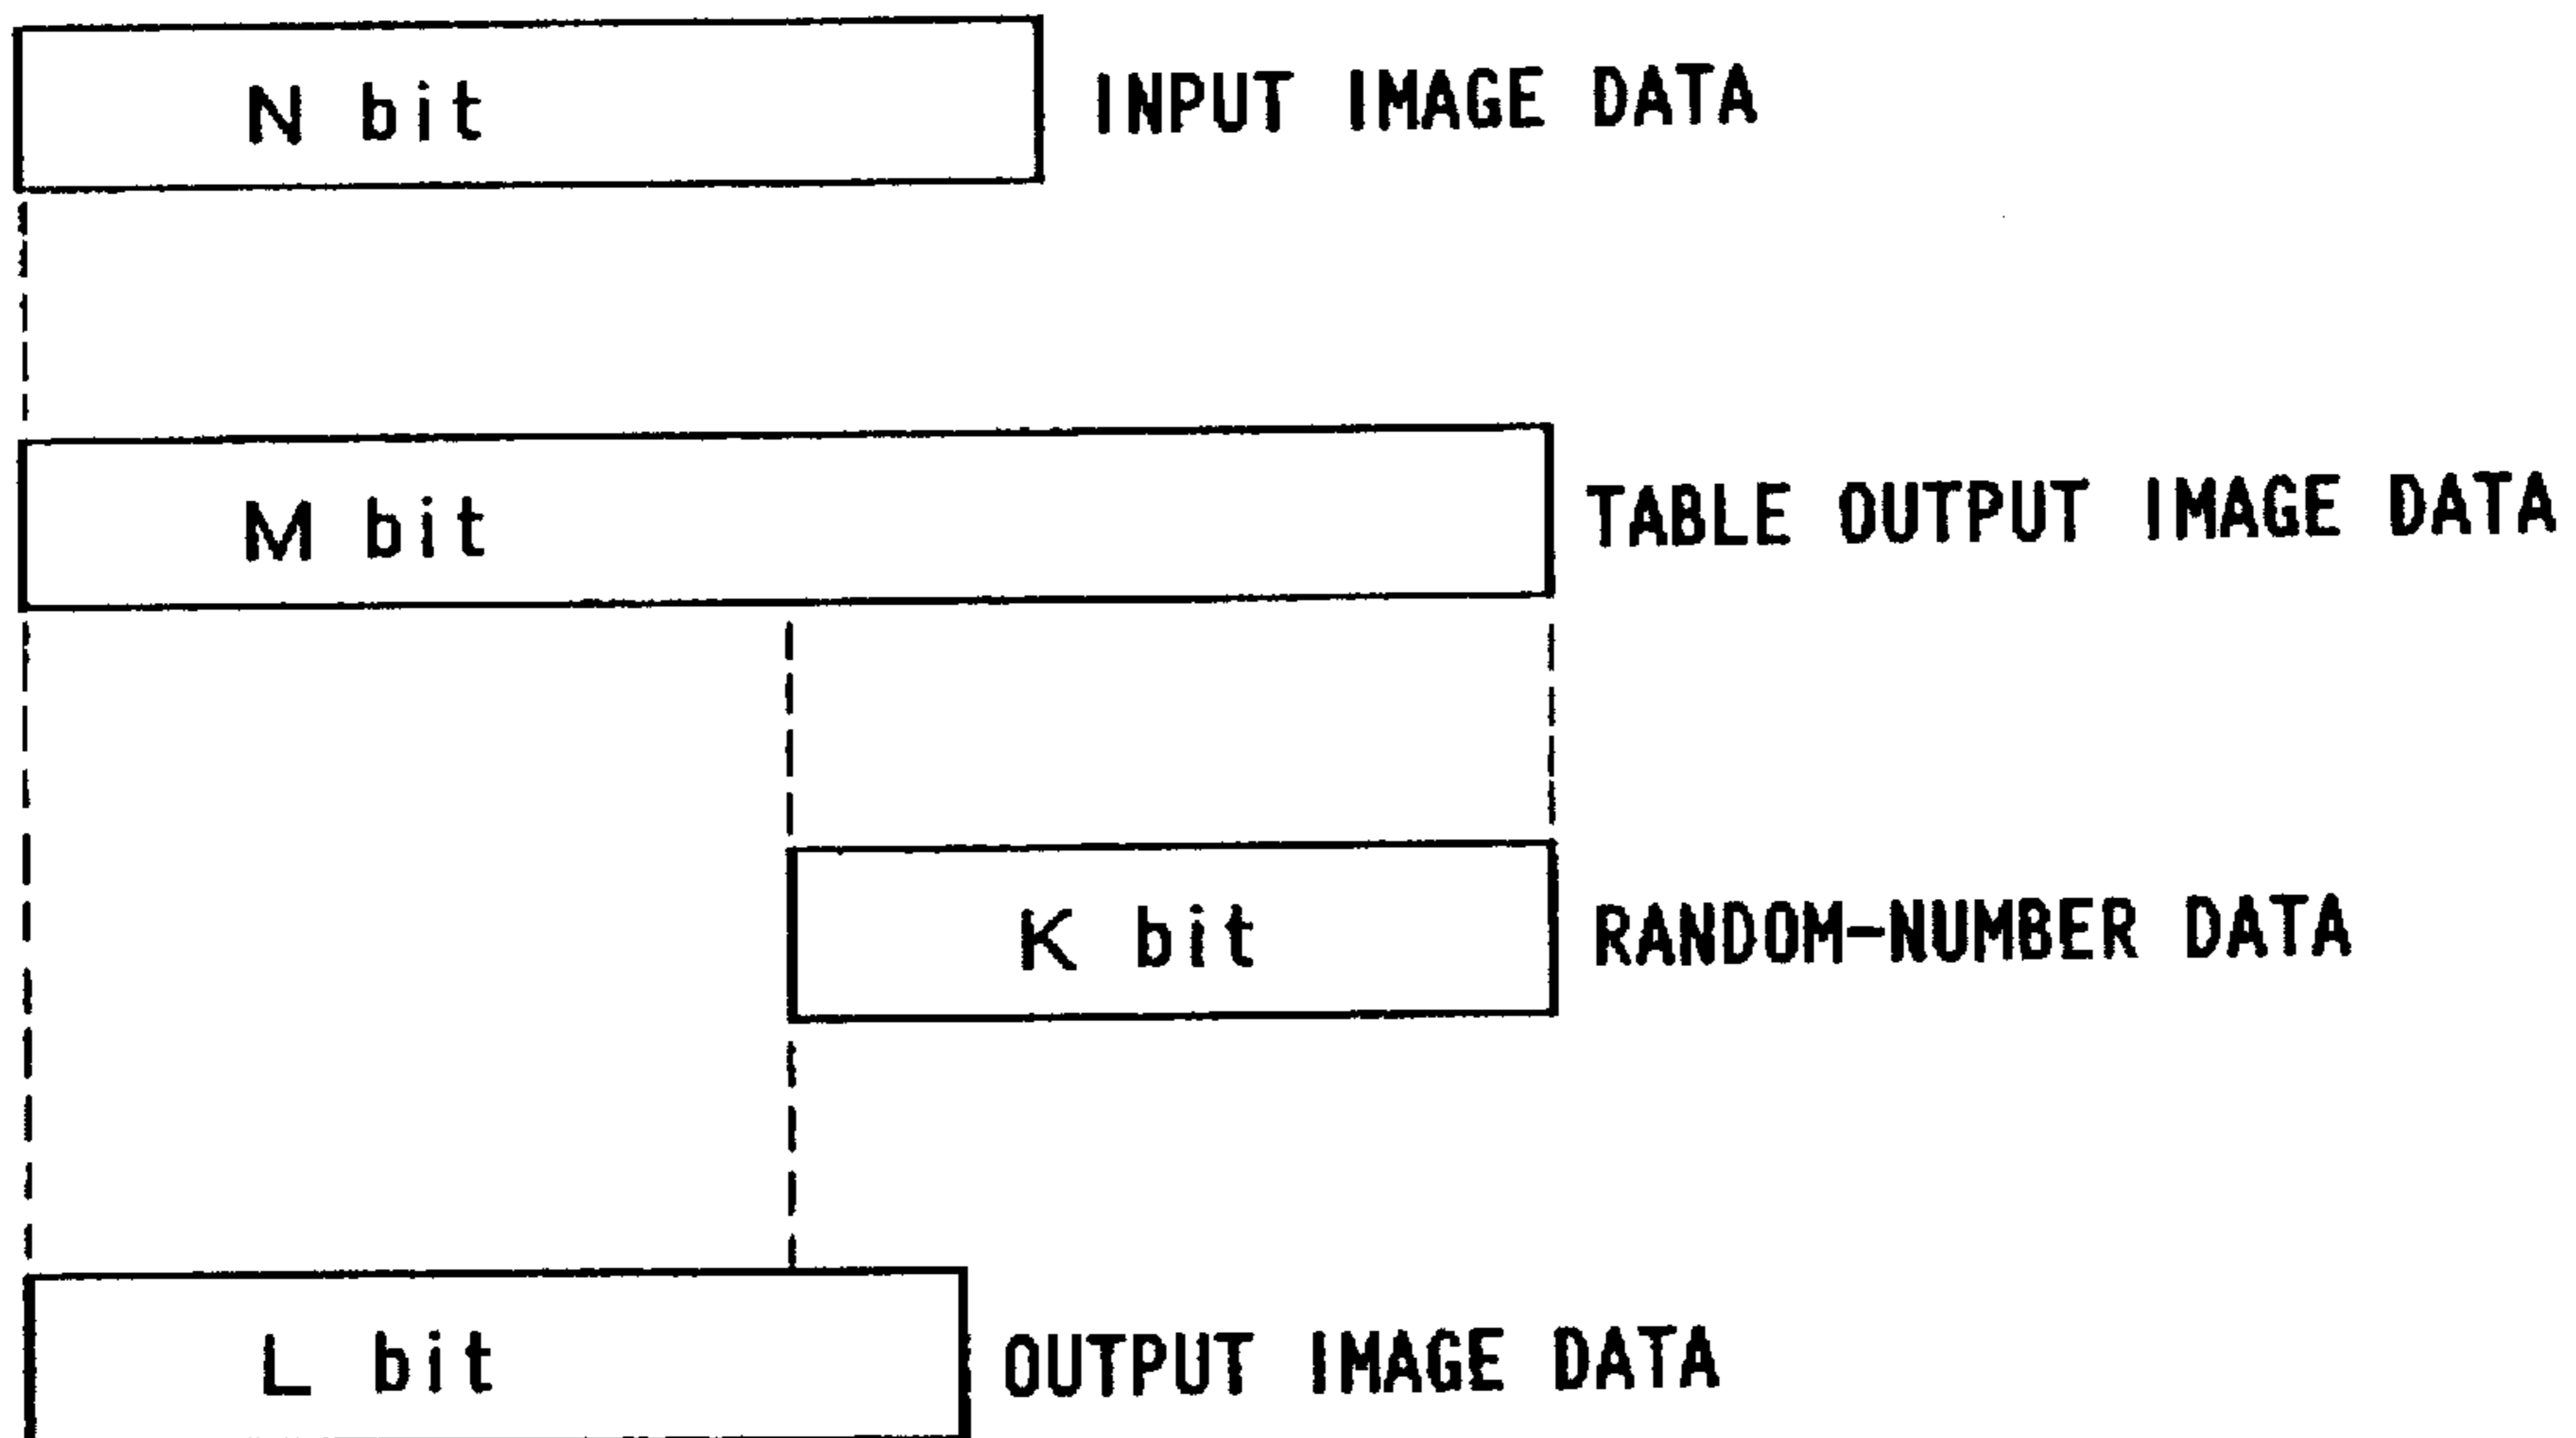 N bit INPUT IMAGE DATA
M bit TABLE OUTPUT IMAGE DATA
K bit RANDOM-NUMBER DATA
L bit OUTPUT IMAGE DATA